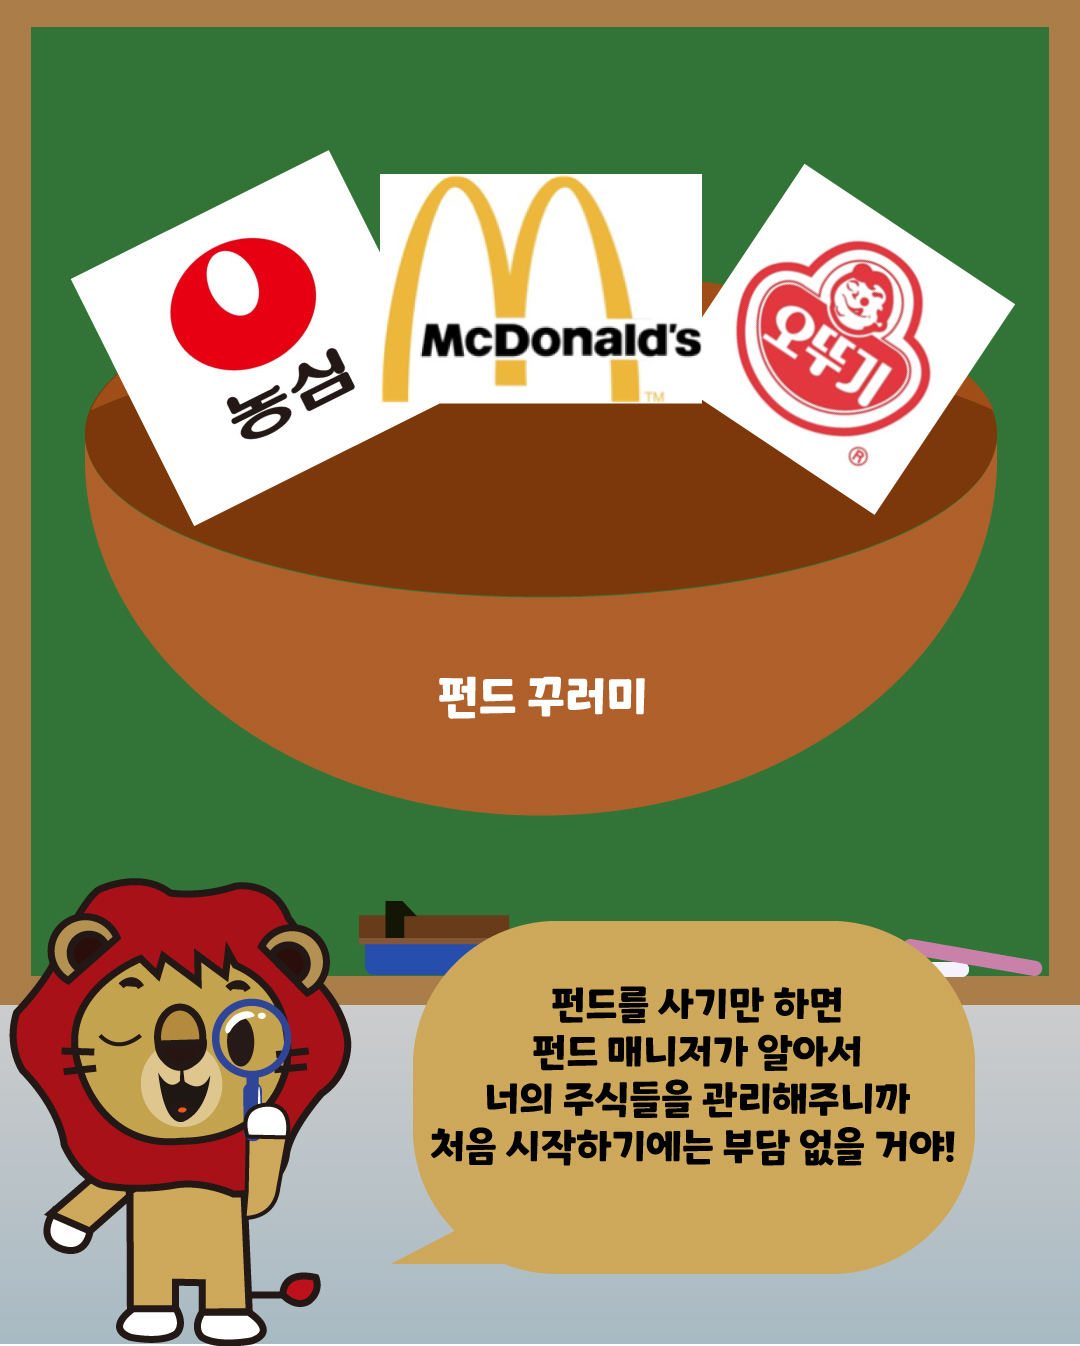 농심
McDonald's
TM
오뚜기
®
펀드 꾸러미
펀드를 사기만 하면
펀드 매니저가 알아서
너의 주식들을 관리해주니까
처음 시작하기에는 부담 없을 거야!